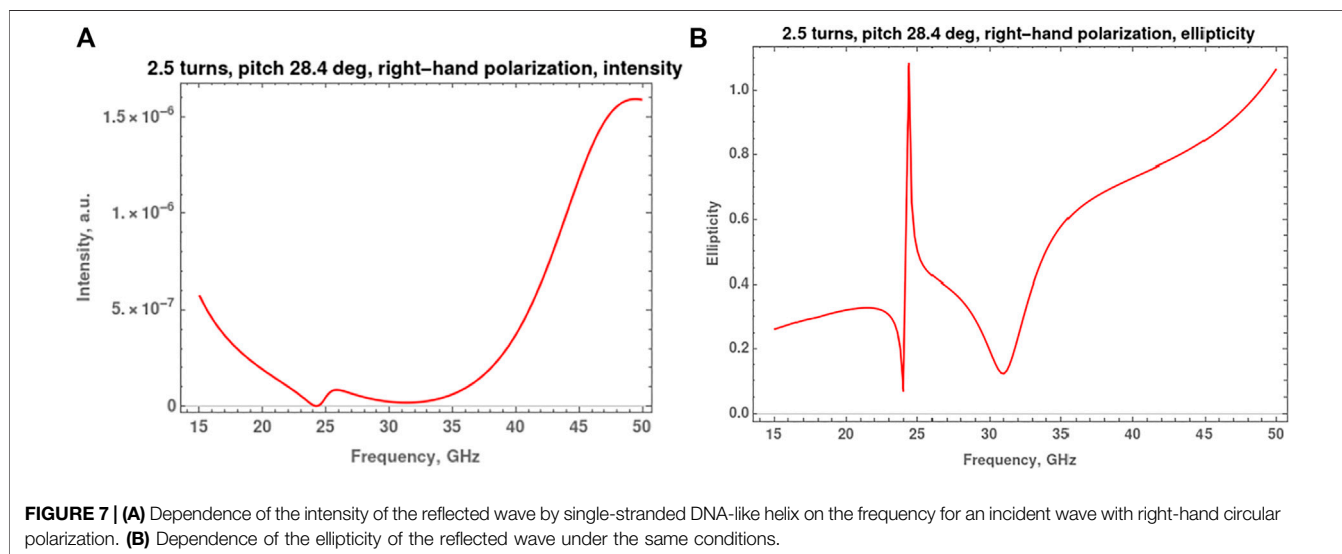 A
2.5 turns, pitch 28.4 deg, right–hand polarization, intensity
1.5 × 10⁻⁶
1. × 10⁻⁶
5. × 10⁻⁷
0
Intensity, a.u.
15 20 25 30 35 40 45 50
Frequency, GHz
B
2.5 turns, pitch 28.4 deg, right–hand polarization, ellipticity
1.0
0.8
0.6
0.4
0.2
0.0
Ellipticity
15 20 25 30 35 40 45 50
Frequency, GHz
FIGURE 7 | (A) Dependence of the intensity of the reflected wave by single-stranded DNA-like helix on the frequency for an incident wave with right-hand circular
polarization. (B) Dependence of the ellipticity of the reflected wave under the same conditions.